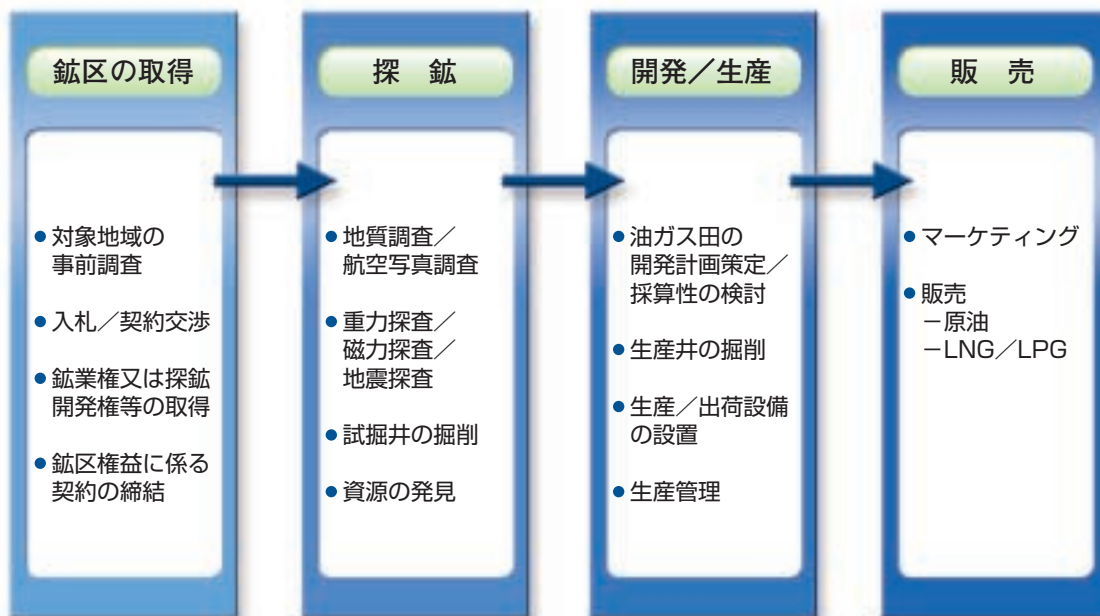 鉱区の取得
● 対象地域の
事前調査
● 入札／契約交渉
● 鉱業権又は探鉱
開発権等の取得
● 鉱区権益に係る
契約の締結
探　鉱
● 地質調査／
航空写真調査
● 重力探査／
磁力探査／
地震探査
● 試掘井の掘削
● 資源の発見
開発／生産
● 油ガス田の
開発計画策定／
採算性の検討
● 生産井の掘削
● 生産／出荷設備
の設置
● 生産管理
販　売
● マーケティング
● 販売
－原油
－LNG／LPG